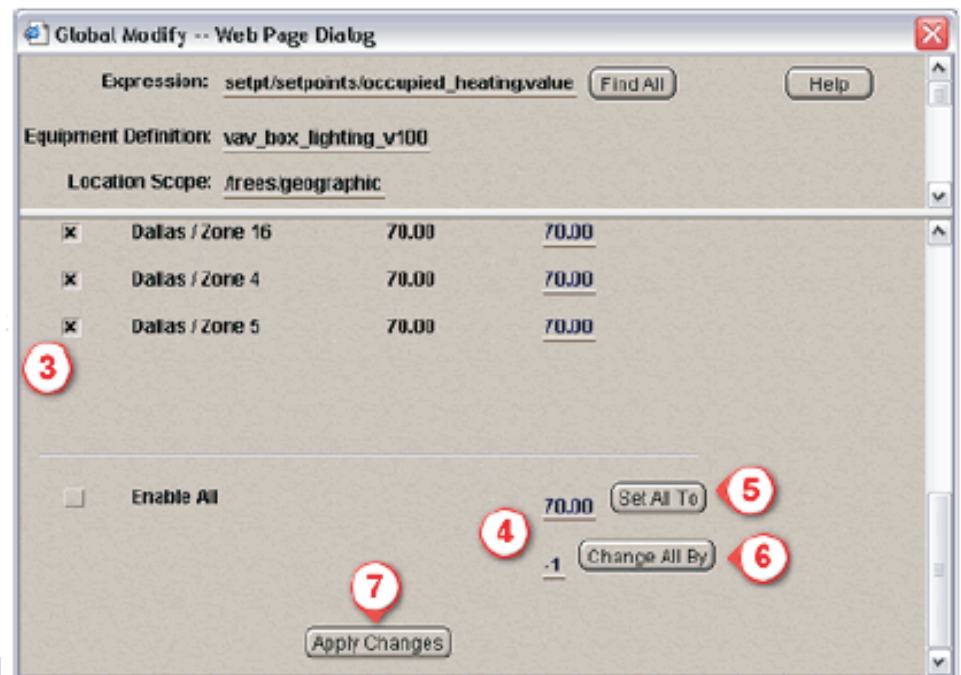 Global Modify -- Web Page Dialog
Expression: setpt/setpoints/occupied_heating.value Find All Help
Equipment Definition: vav_box_lighting_v100
Location Scope: /trees/geographic
Dallas / Zone 16 70.00 70.00
Dallas / Zone 4 70.00 70.00
Dallas / Zone 5 70.00 70.00
3
Enable All 70.00 Set All To 5
4
-1 Change All By 6
7
Apply Changes